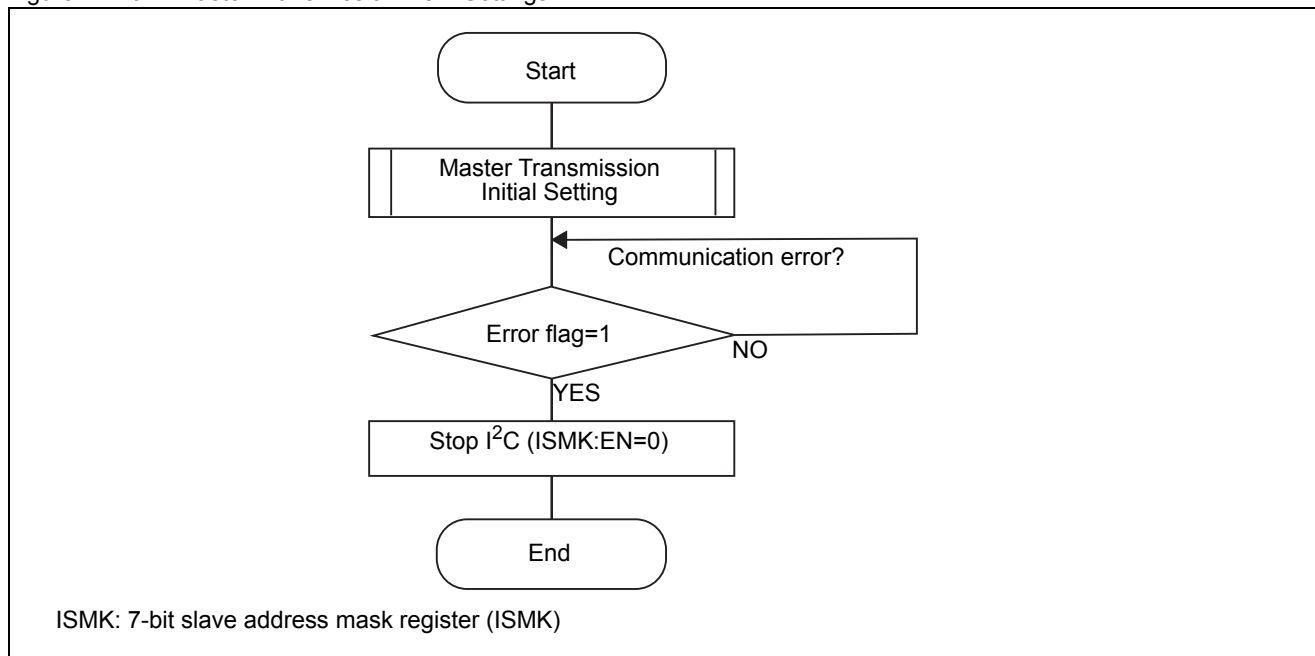 Start
Master Transmission
Initial Setting
Communication error?
Error flag=1
NO
YES
Stop I²C (ISMK:EN=0)
End
ISMK: 7-bit slave address mask register (ISMK)